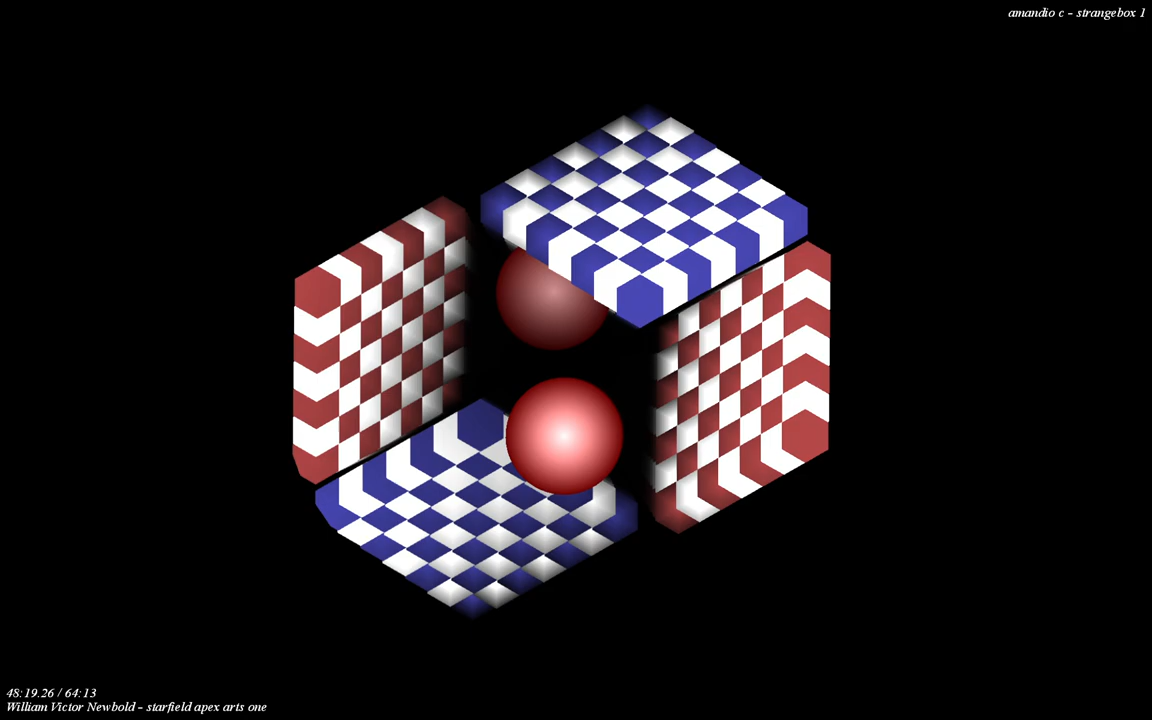 amandio c - strangebox 1
48:19.26 / 64:13
William Victor Newbold - starfield apex arts one